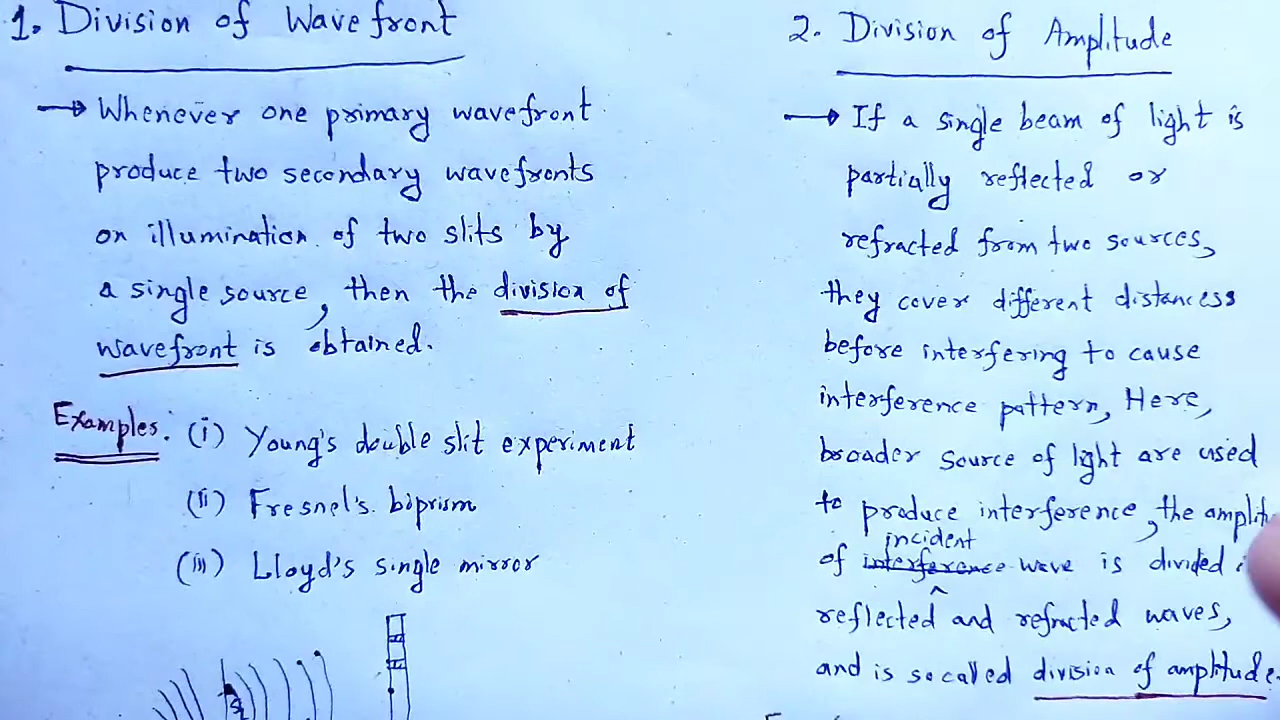 1. Division of Wavefront
→ Whenever one primary wavefront
produce two secondary wavefronts
on illumination of two slits by
a single source, then the division of
wavefront is obtained.
Examples: (i) Young's double slit experiment
(ii) Fresnel's biprism
(iii) Lloyd's single mirror
S
2. Division of Amplitude
→ If a single beam of light is
partially reflected or
refracted from two sources,
they cover different distancess
before interfering to cause
interference pattern, Here,
broader source of light are used
to produce interference, the amplitu
incident
of interference wave is divided
reflected and refracted waves,
and is so called division of amplitude.